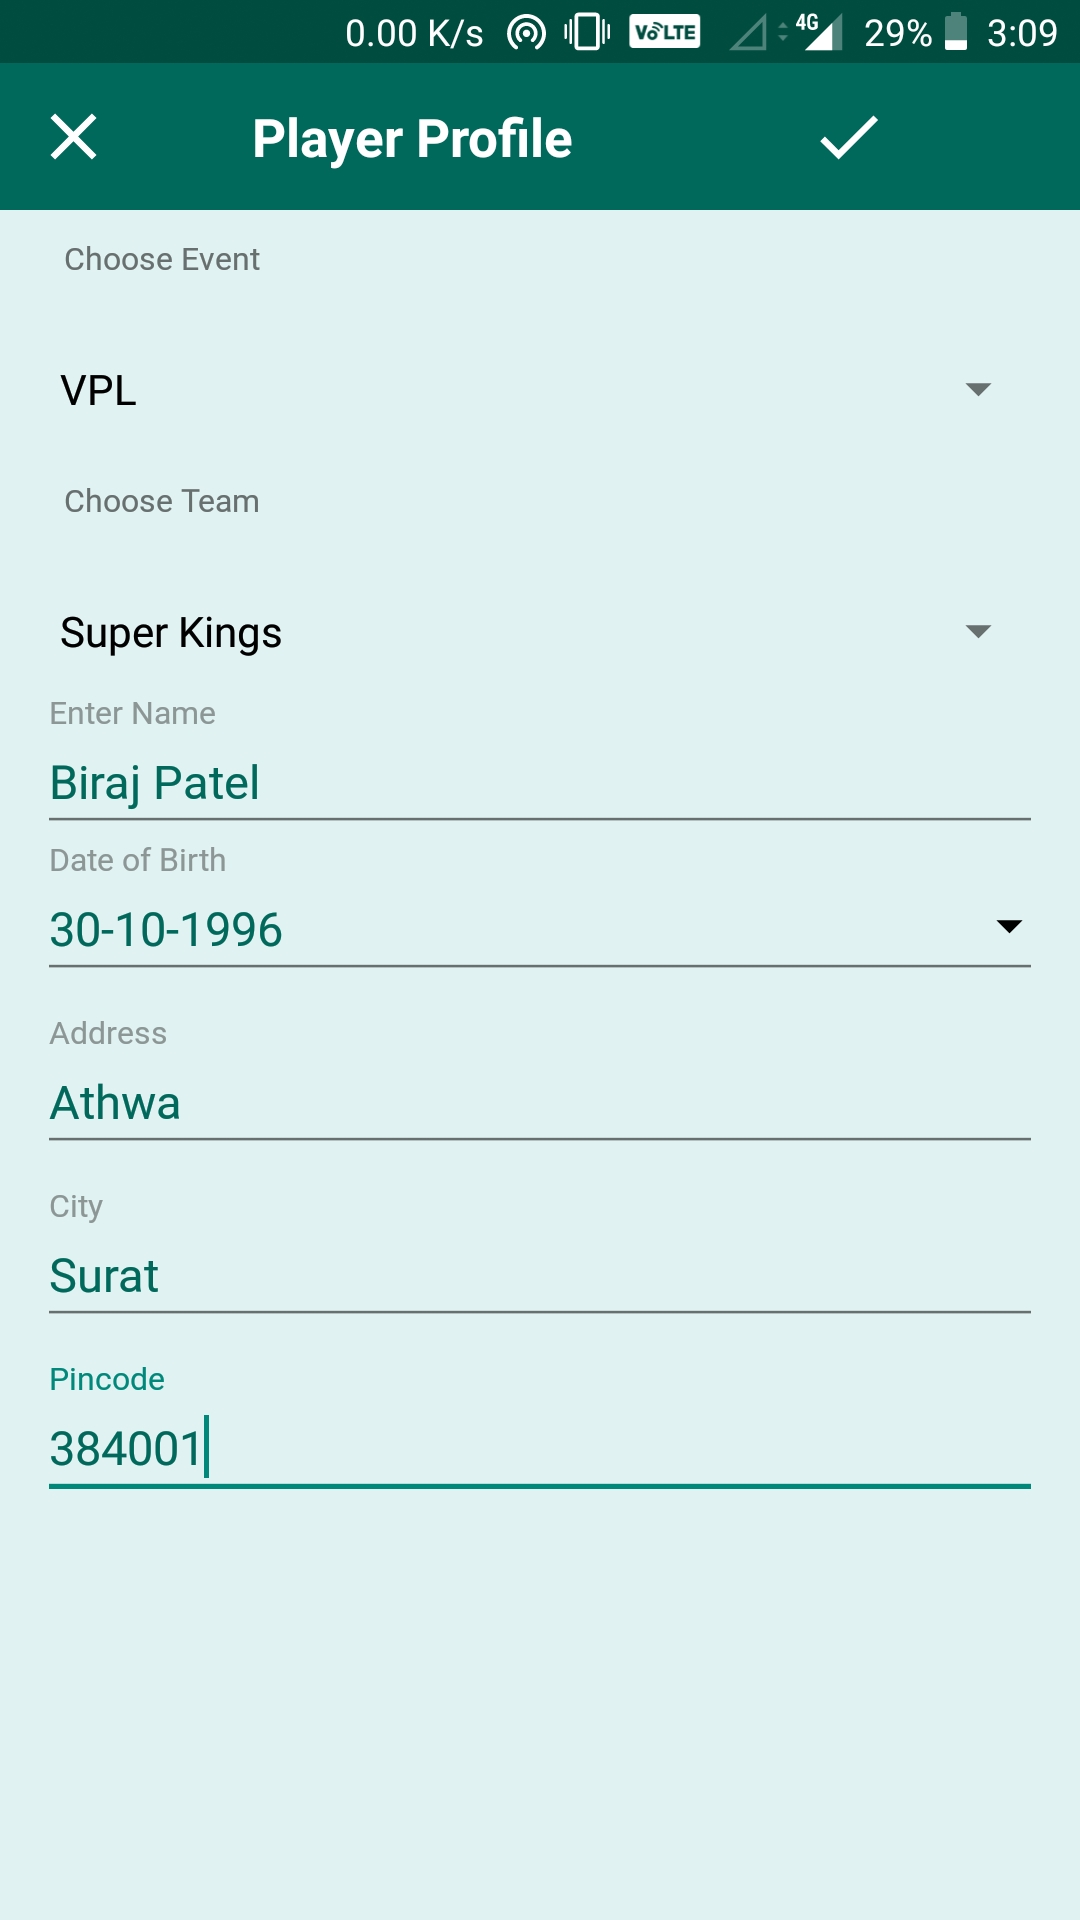 0.00 K/s VoLTE 4G 29% 3:09
Player Profile
Choose Event
VPL
Choose Team
Super Kings
Enter Name
Biraj Patel
Date of Birth
30-10-1996
Address
Athwa
City
Surat
Pincode
384001